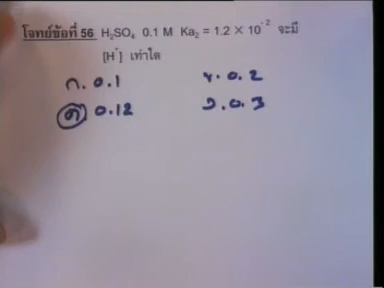 โจทย์ข้อที่ 56 H₂SO₄ 0.1 M Ka₂ = 1.2 × 10⁻² จะมี
[H⁺] เท่าใด
ก. 0.1 ข. 0.2
ค. 0.12 ง. 0.3